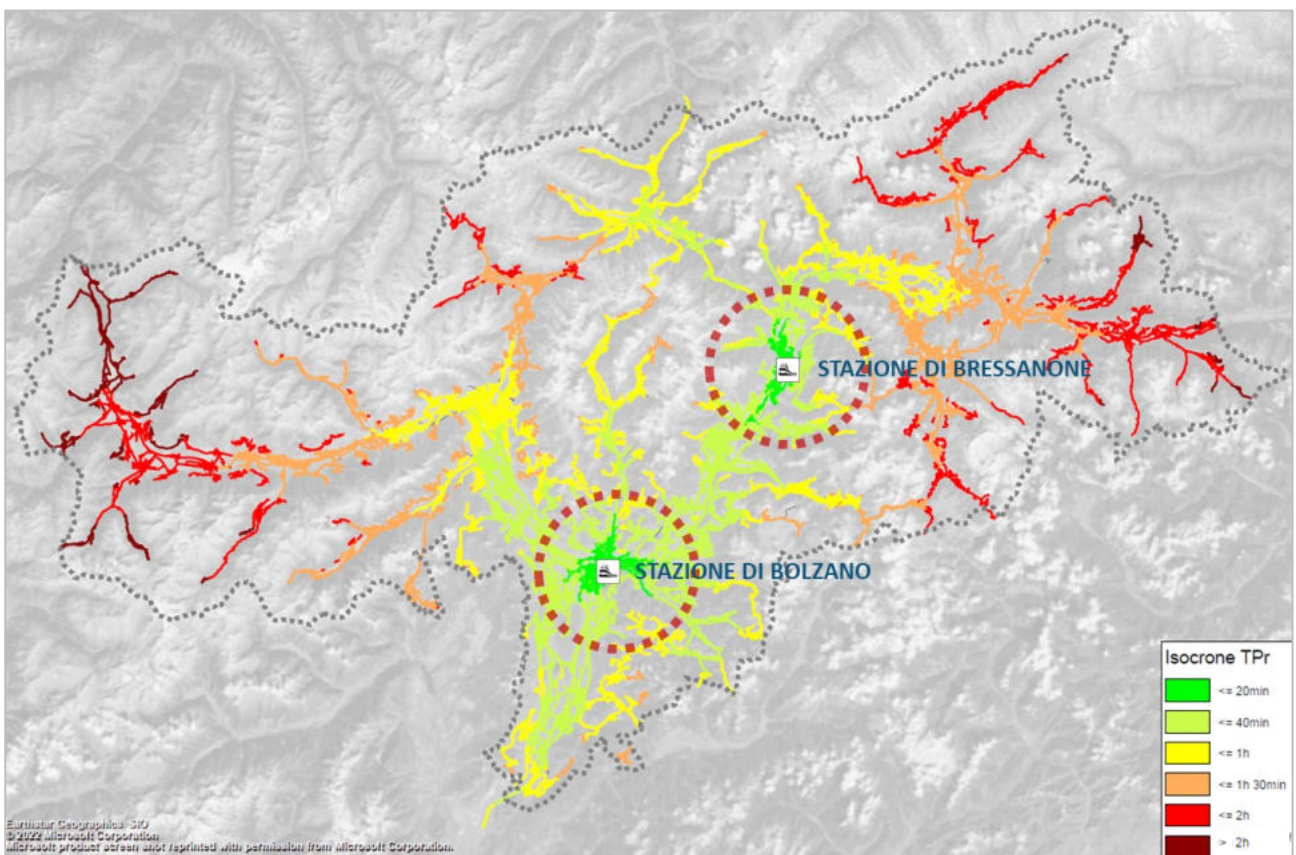 STAZIONE DI BRESSANONE
STAZIONE DI BOLZANO
Isocrone TPr
<= 20min
<= 40min
<= 1h
<= 1h 30min
<= 2h
> 2h
Earthstar Geographics SIO
© 2022 Microsoft Corporation
Microsoft product screen shot reprinted with permission from Microsoft Corporation.